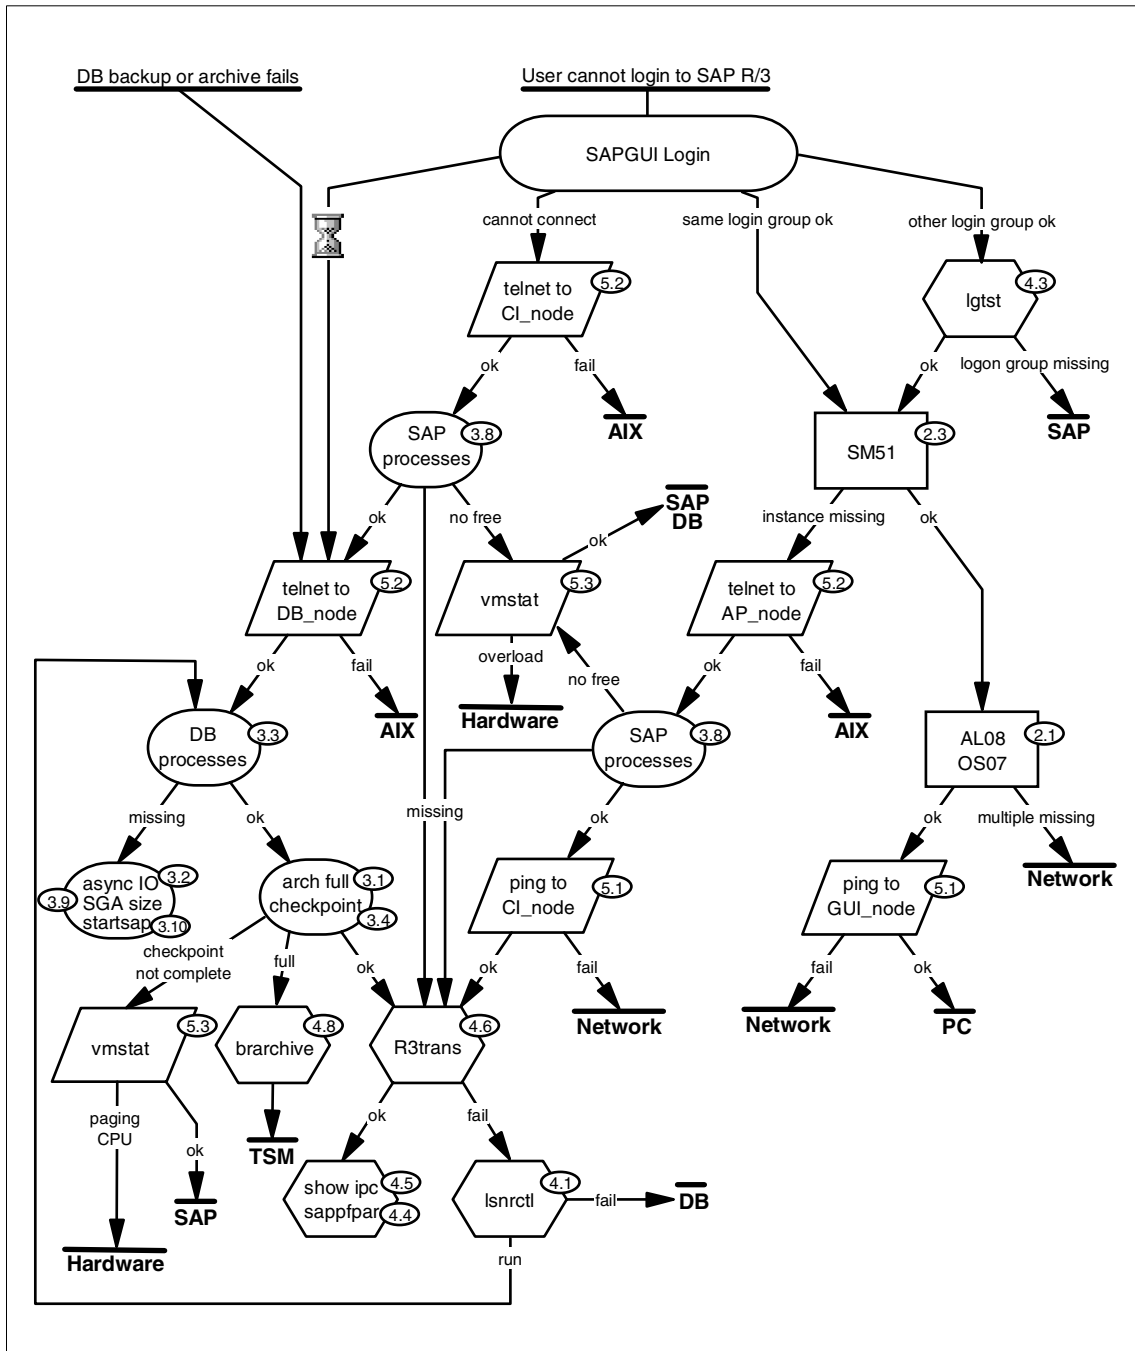 DB backup or archive fails
User cannot login to SAP R/3
SAPGUI Login
cannot connect
same login group ok
other login group ok
telnet to
CI_node
5.2
lgtst
4.3
ok
fail
ok
logon group missing
AIX
SAP
SAP
processes
3.8
SM51
2.3
SAP
DB
ok
no free
ok
instance missing
ok
telnet to
DB_node
5.2
vmstat
5.3
telnet to
AP_node
5.2
ok
fail
overload
no free
ok
fail
AIX
Hardware
AIX
DB
processes
3.3
SAP
processes
3.8
AL08
OS07
2.1
missing
ok
missing
ok
ok
multiple missing
async IO
SGA size
startsap
3.2
3.9
3.10
arch full
checkpoint
3.1
3.4
ping to
CI_node
5.1
ping to
GUI_node
5.1
Network
checkpoint
not complete
full
ok
ok
fail
fail
ok
Network
Network
PC
vmstat
5.3
brarchive
4.8
R3trans
4.6
paging
CPU
ok
ok
fail
TSM
SAP
Hardware
show ipc
sappfpar
4.5
4.4
lsnrctl
4.1
fail
DB
run